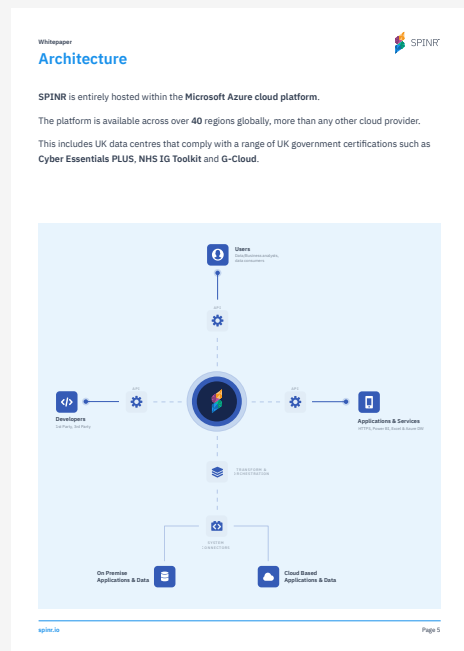 Whitepaper
Architecture
SPINR
SPINR is entirely hosted within the Microsoft Azure cloud platform.
The platform is available across over 40 regions globally, more than any other cloud provider.
This includes UK data centres that comply with a range of UK government certifications such as
Cyber Essentials PLUS, NHS IG Toolkit and G-Cloud.
Users
Data/Business analysts,
data consumers
API
API
API
Developers
1st Party, 3rd Party
Applications & Services
TRANSFORM &
ORCHESTRATION
SYSTEM
CONNECTORS
On Premise
Applications & Data
Cloud Based
Applications & Data
spinr.io
Page 5